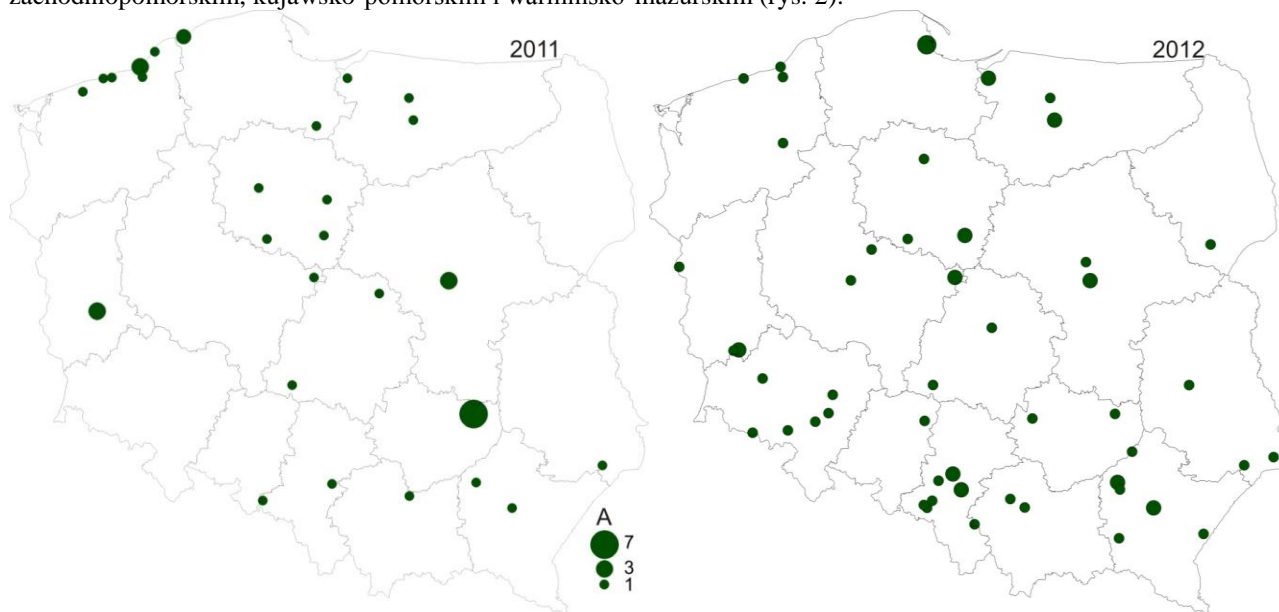 zachodniopomorskim, kujawsko-pomorskim i warmińsko-mazurskim (rys. 2).
2011
2012
A
7
3
1